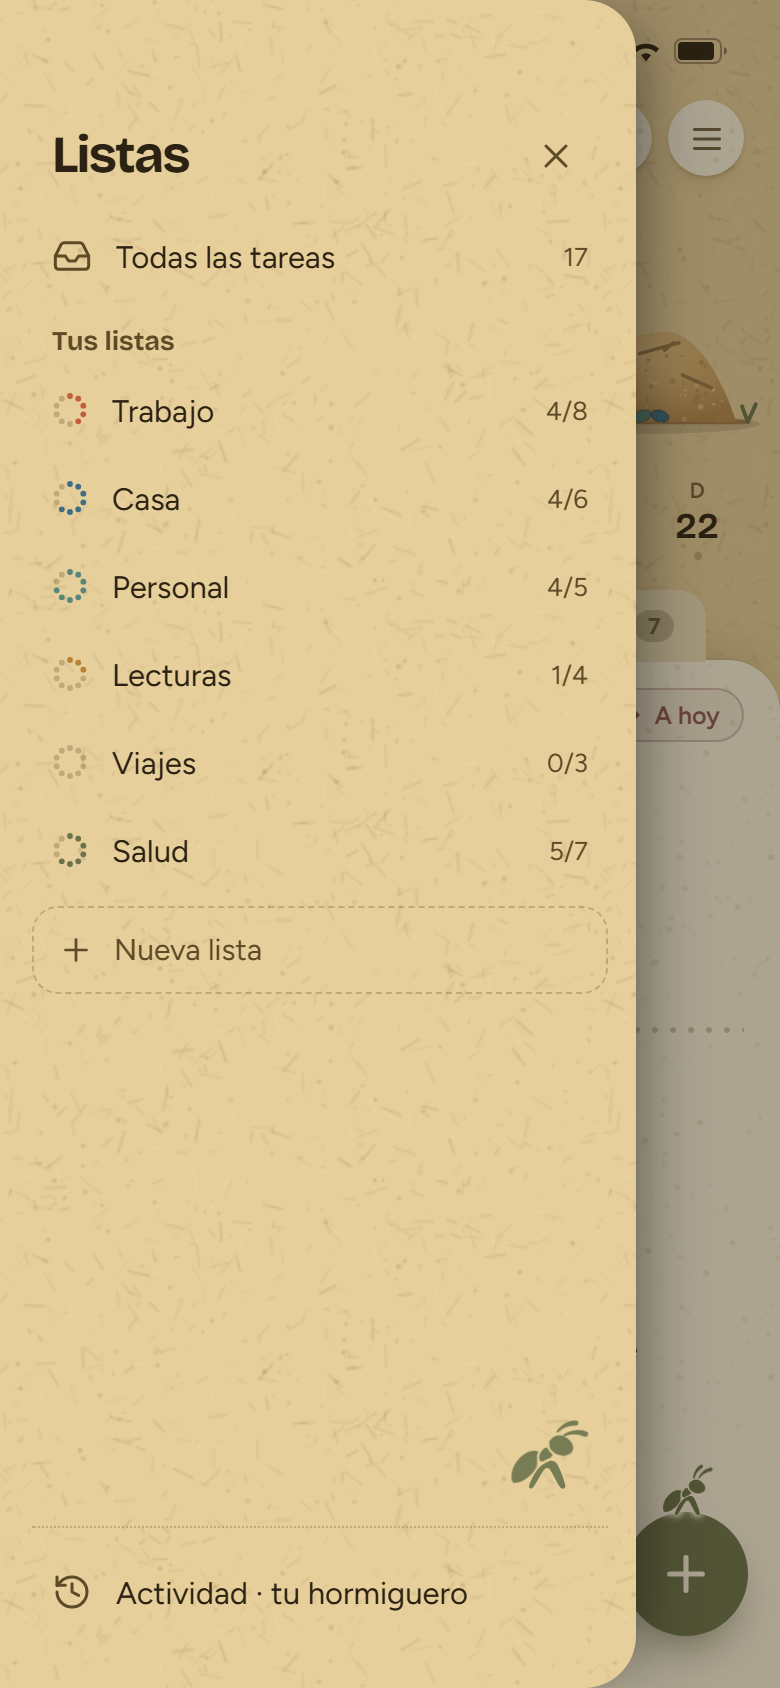 Listas
Todas las tareas 17
Tus listas
Trabajo 4/8
Casa 4/6
Personal 4/5
Lecturas 1/4
Viajes 0/3
Salud 5/7
Nueva lista
Actividad · tu hormiguero
D
22
7
A hoy